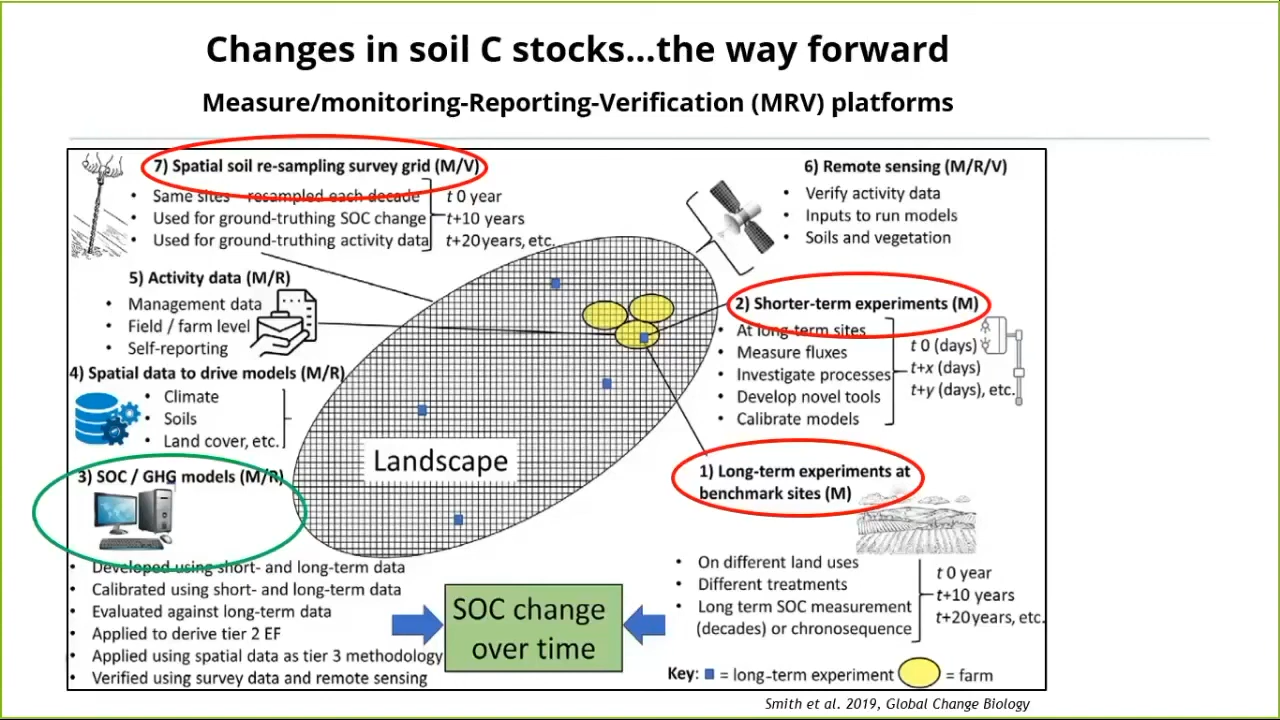 Changes in soil C stocks...the way forward
Measure/monitoring-Reporting-Verification (MRV) platforms
7) Spatial soil re-sampling survey grid (M/V)
• Same sites – resampled each decade
• Used for ground-truthing SOC change
• Used for ground-truthing activity data
t 0 year
t+10 years
t+20years, etc.
6) Remote sensing (M/R/V)
• Verify activity data
• Inputs to run models
• Soils and vegetation
5) Activity data (M/R)
• Management data
• Field / farm level
• Self-reporting
2) Shorter-term experiments (M)
• At long-term sites
• Measure fluxes
• Investigate processes
• Develop novel tools
• Calibrate models
t 0 (days)
t+x (days)
t+y (days), etc.
4) Spatial data to drive models (M/R)
• Climate
• Soils
• Land cover, etc.
Landscape
3) SOC / GHG models (M/R)
• Developed using short- and long-term data
• Calibrated using short- and long-term data
• Evaluated against long-term data
• Applied to derive tier 2 EF
• Applied using spatial data as tier 3 methodology
• Verified using survey data and remote sensing
1) Long-term experiments at
benchmark sites (M)
• On different land uses
• Different treatments
• Long term SOC measurement
(decades) or chronosequence
t 0 year
t+10 years
t+20years, etc.
SOC change
over time
Key: = long-term experiment = farm
Smith et al. 2019, Global Change Biology